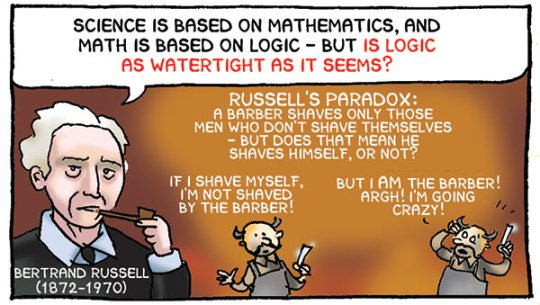 SCIENCE IS BASED ON MATHEMATICS, AND
MATH IS BASED ON LOGIC – BUT IS LOGIC
AS WATERTIGHT AS IT SEEMS?
RUSSELL'S PARADOX:
A BARBER SHAVES ONLY THOSE
MEN WHO DON'T SHAVE THEMSELVES
– BUT DOES THAT MEAN HE
SHAVES HIMSELF, OR NOT?
IF I SHAVE MYSELF,
I'M NOT SHAVED
BY THE BARBER!
BUT I AM THE BARBER!
ARGH! I'M GOING
CRAZY!
BERTRAND RUSSELL
(1872-1970)